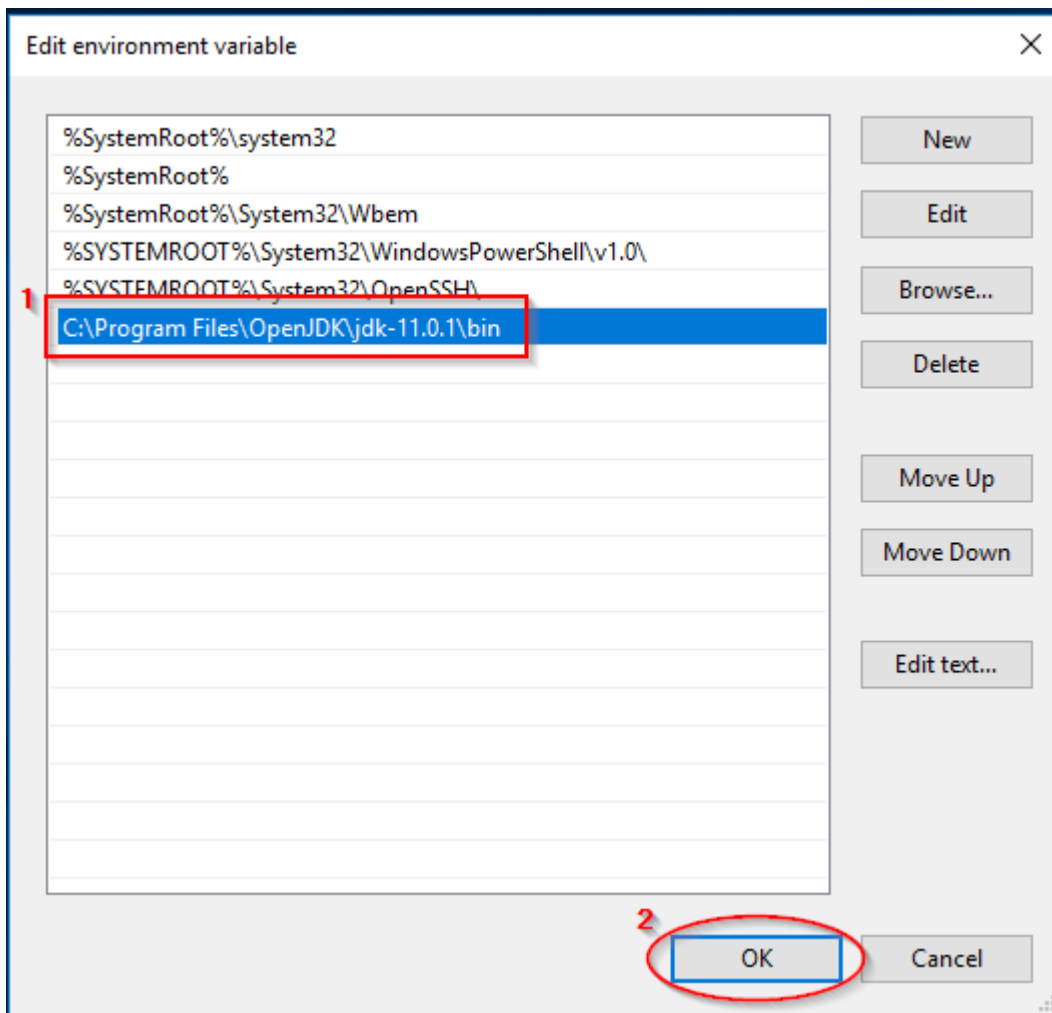 Edit environment variable
%SystemRoot%\system32
%SystemRoot%
%SystemRoot%\System32\Wbem
%SYSTEMROOT%\System32\WindowsPowerShell\v1.0\
%SYSTEMROOT%\System32\OpenSSH\
1
C:\Program Files\OpenJDK\jdk-11.0.1\bin
New
Edit
Browse...
Delete
Move Up
Move Down
Edit text...
2
OK
Cancel